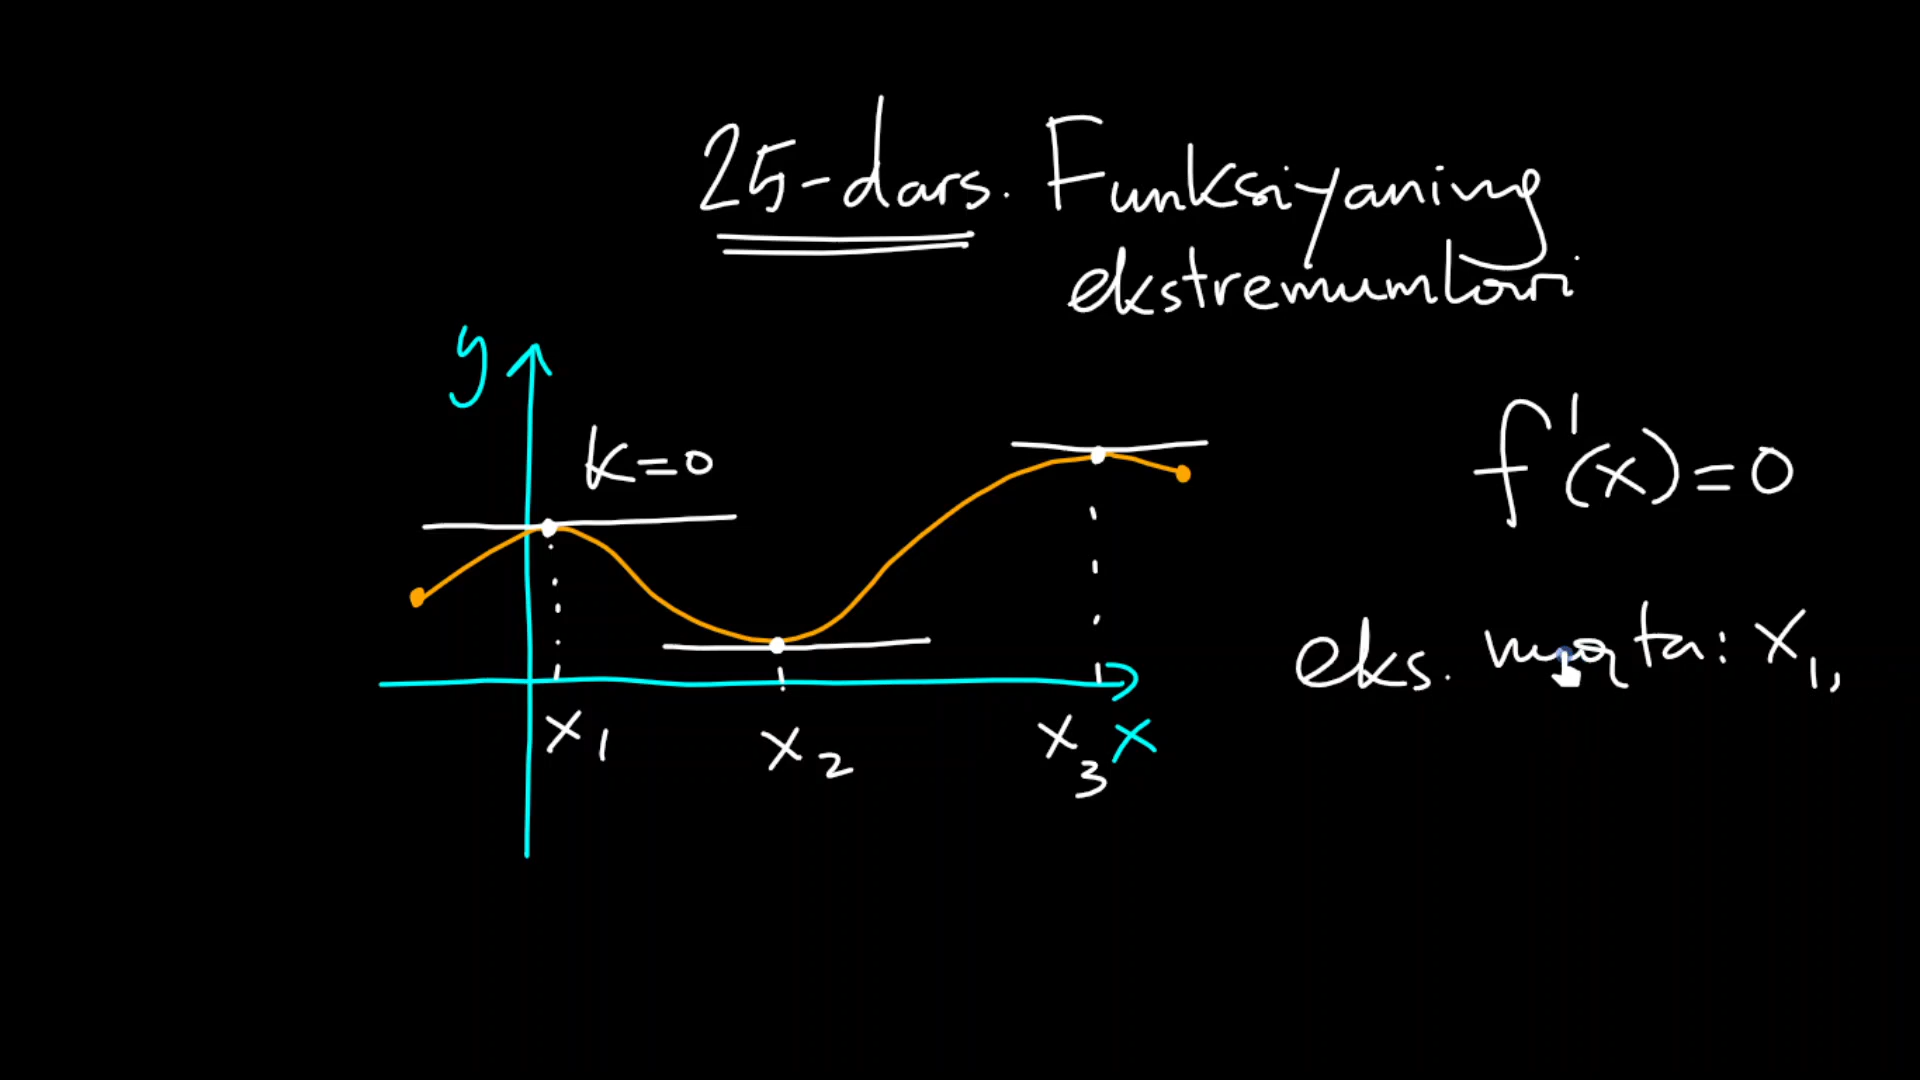 25-dars. Funksiyaning
ekstremumlari
y
k=0
f'(x)=0
eks. nuqta: x₁,
x₁ x₂ x₃ x